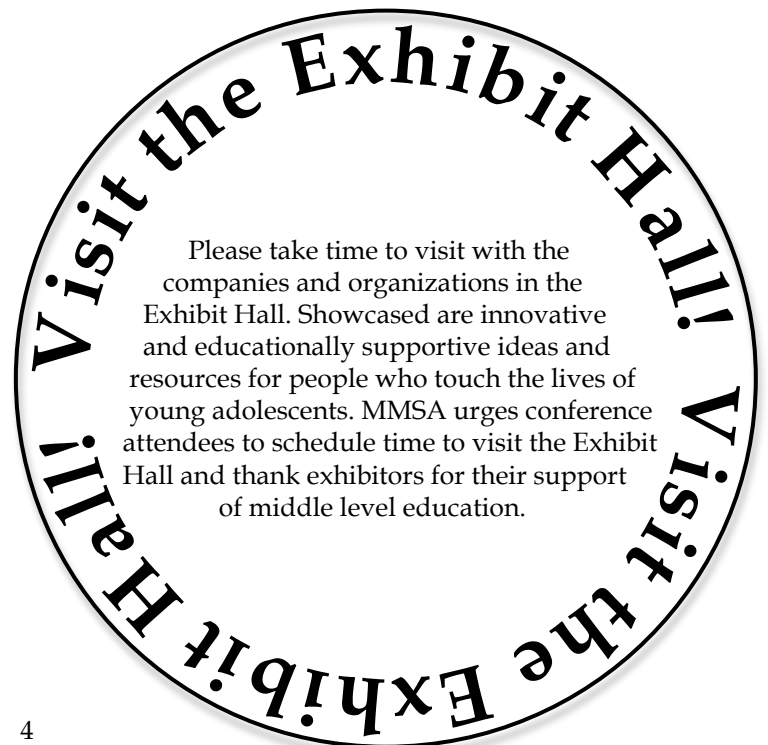 Visit the Exhibit Hall! Visit the Exhibit Hall!
Please take time to visit with the
companies and organizations in the
Exhibit Hall. Showcased are innovative
and educationally supportive ideas and
resources for people who touch the lives of
young adolescents. MMSA urges conference
attendees to schedule time to visit the Exhibit
Hall and thank exhibitors for their support
of middle level education.
4